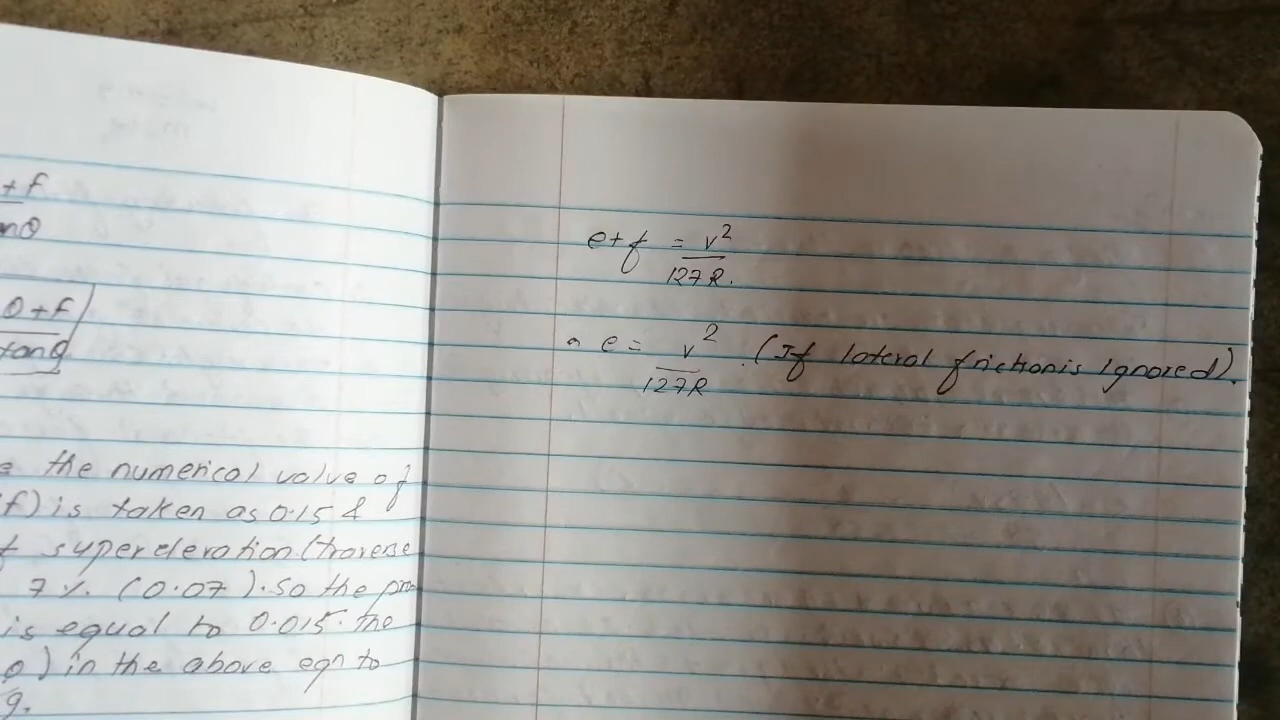 + f
nθ
θ + f
tanθ
e the numerical value of
f) is taken as 0.15 &
f superelevation (traverse
7 %. (0.07). So the pro
is equal to 0.015. the
θ) in the above eqn to
g.
e+f = v²
127R.
∴ e = v² (If lateral friction is ignored).
127R